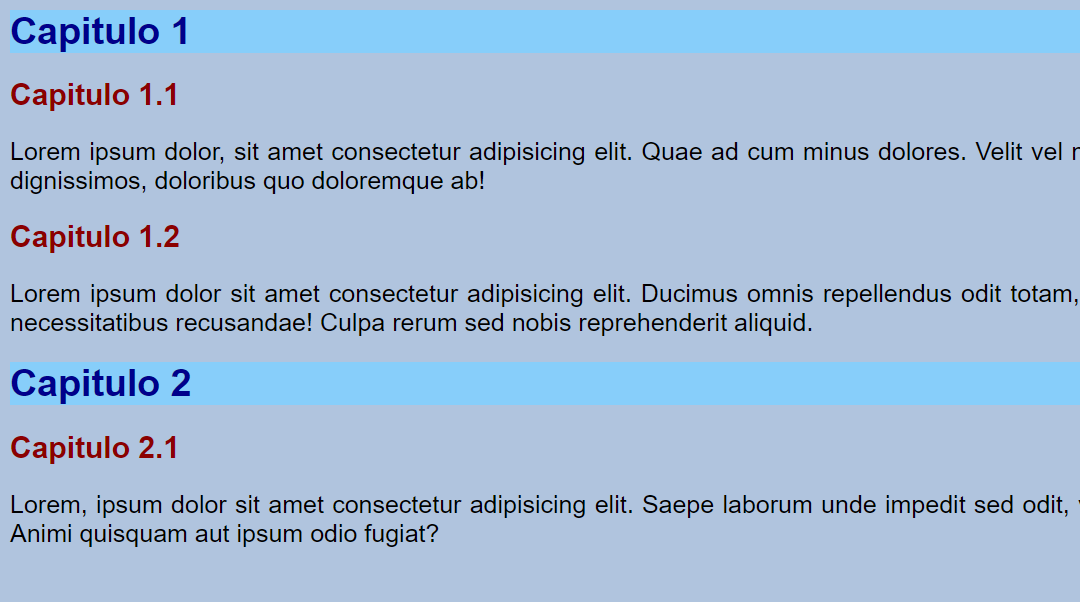 Capitulo 1
Capitulo 1.1
Lorem ipsum dolor, sit amet consectetur adipisicing elit. Quae ad cum minus dolores. Velit vel
dignissimos, doloribus quo doloremque ab!
Capitulo 1.2
Lorem ipsum dolor sit amet consectetur adipisicing elit. Ducimus omnis repellendus odit totam,
necessitatibus recusandae! Culpa rerum sed nobis reprehenderit aliquid.
Capitulo 2
Capitulo 2.1
Lorem, ipsum dolor sit amet consectetur adipisicing elit. Saepe laborum unde impedit sed odit,
Animi quisquam aut ipsum odio fugiat?